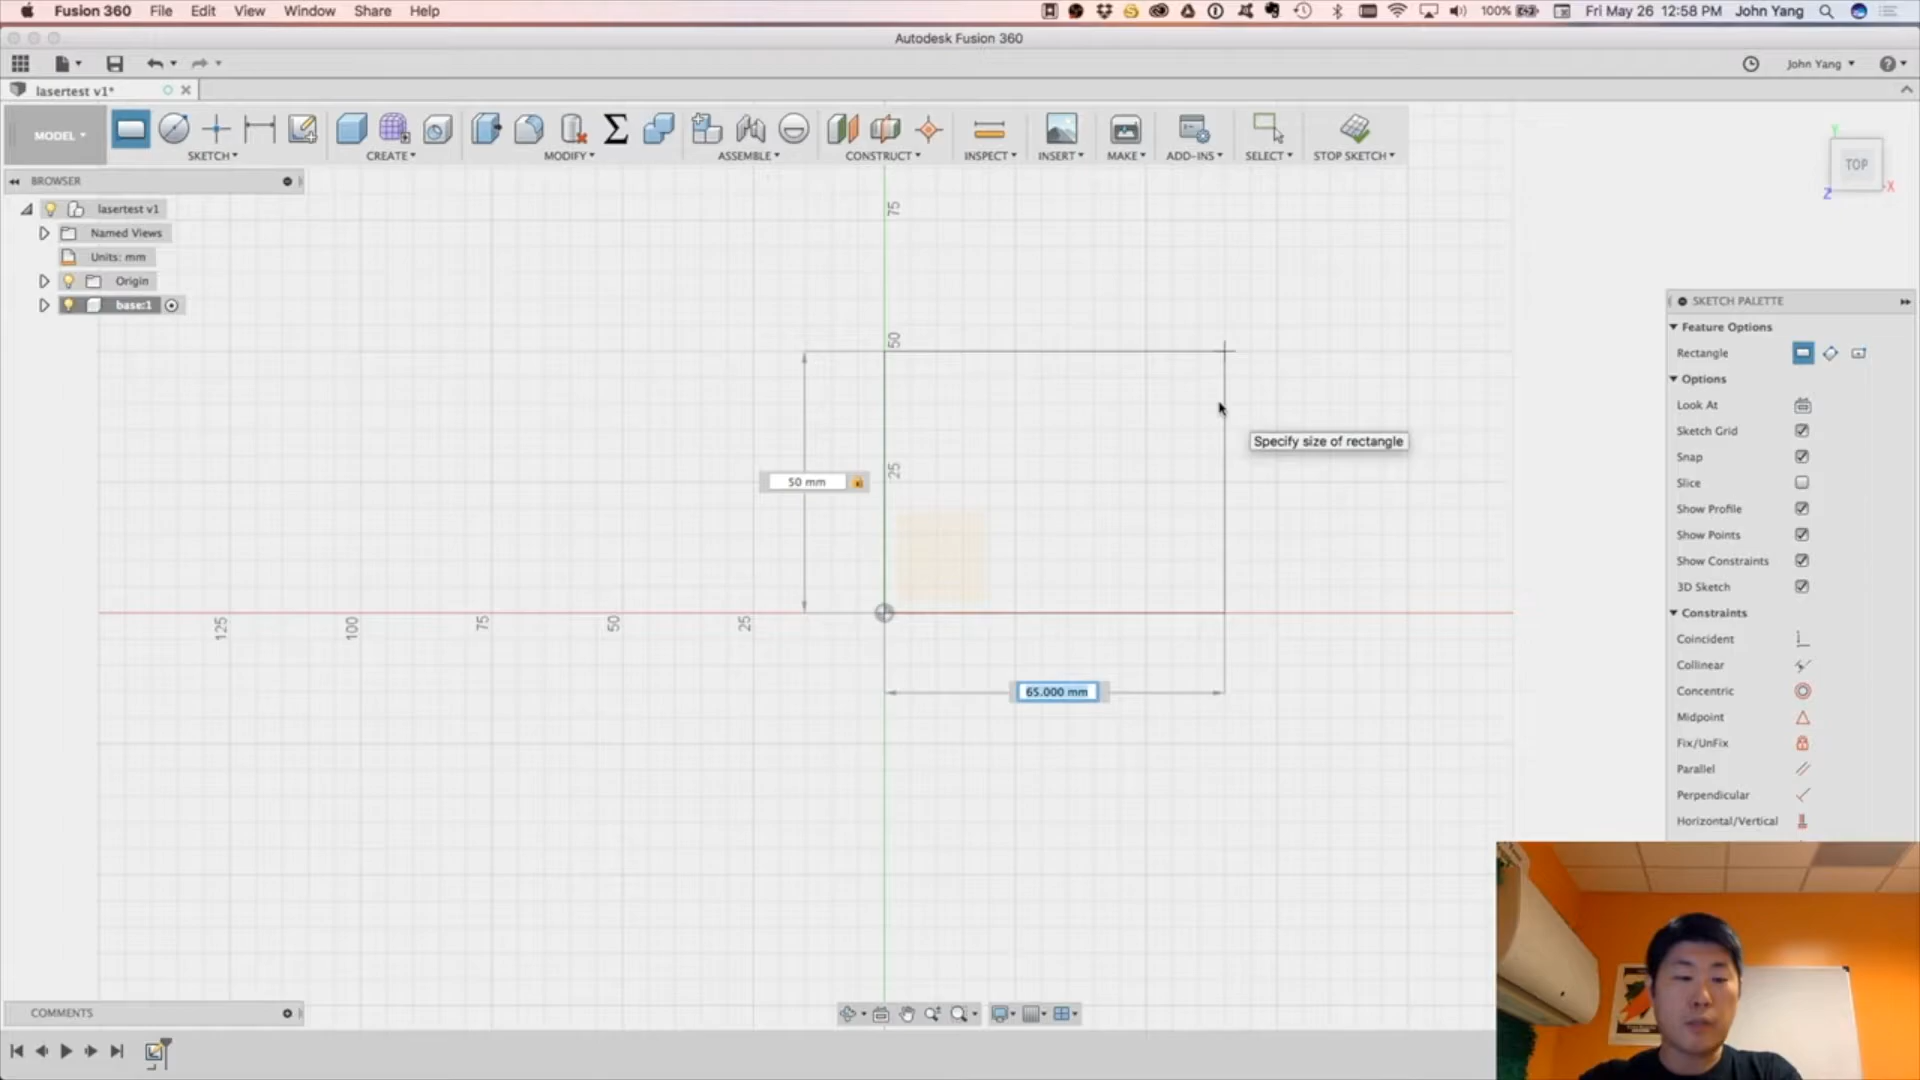 Fusion 360 File Edit View Window Share Help 100% Fri May 26 12:58 PM John Yang
Autodesk Fusion 360
John Yang
lasertest v1*
MODEL
SKETCH CREATE MODIFY ASSEMBLE CONSTRUCT INSPECT INSERT MAKE ADD-INS SELECT STOP SKETCH
BROWSER
lasertest v1
Named Views
Units: mm
Origin
base:1
TOP
Y
X
Z
75
50
25
125 100 75 50 25
50 mm
65.000 mm
Specify size of rectangle
SKETCH PALETTE
Feature Options
Rectangle
Options
Look At
Sketch Grid
Snap
Slice
Show Profile
Show Points
Show Constraints
3D Sketch
Constraints
Coincident
Collinear
Concentric
Midpoint
Fix/UnFix
Parallel
Perpendicular
Horizontal/Vertical
COMMENTS